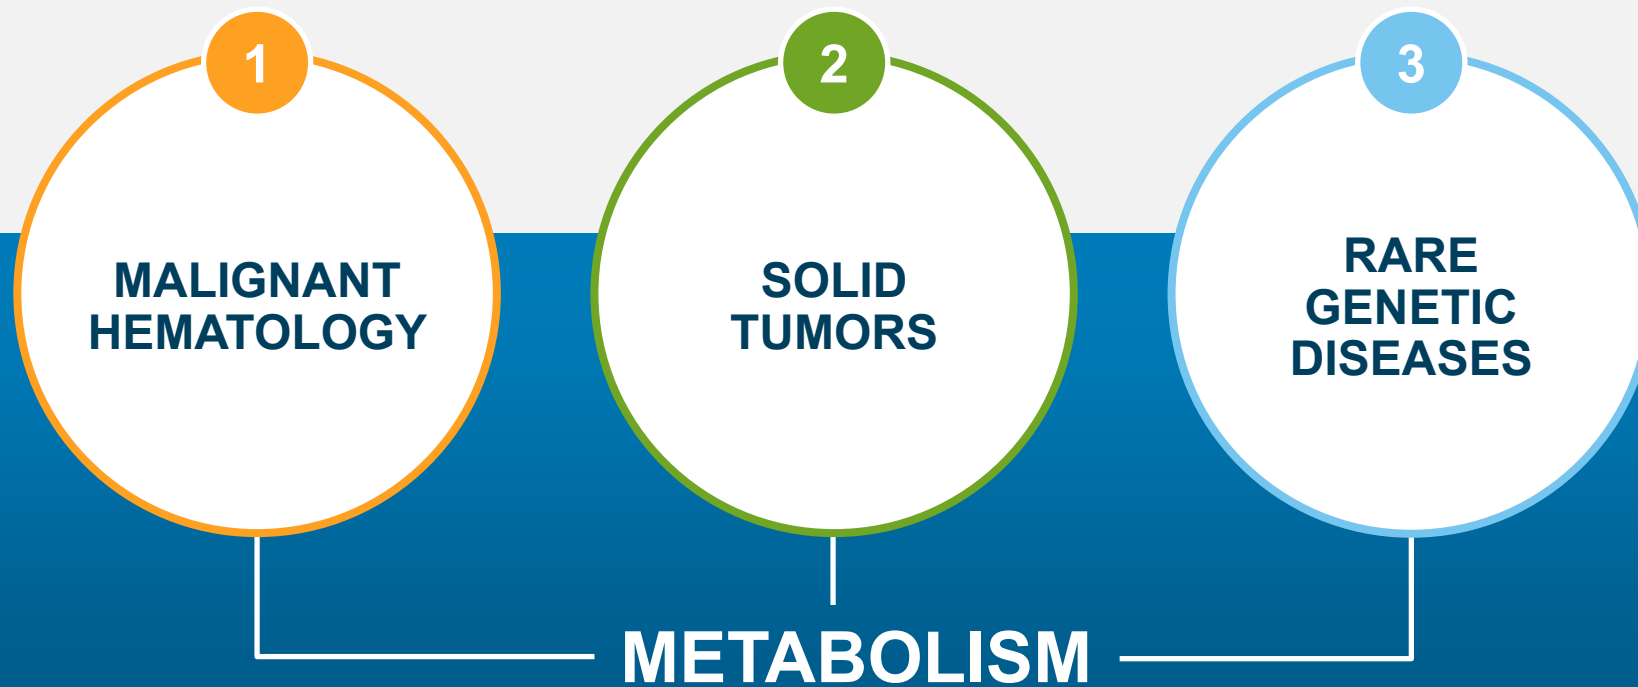 1
MALIGNANT
HEMATOLOGY
2
SOLID
TUMORS
3
RARE
GENETIC
DISEASES
METABOLISM